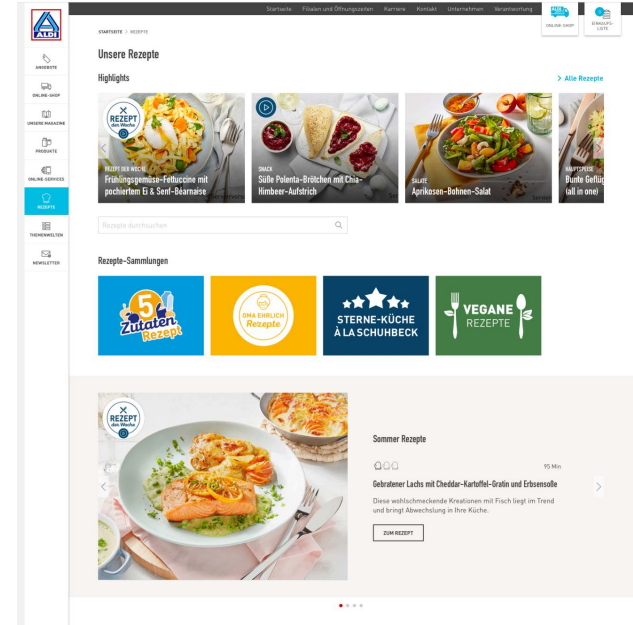 Startseite Filialen und Öffnungszeiten Karriere Kontakt Unternehmen Verantwortung
ALDI
ONLINE-SHOP
EINKAUFS-
LISTE
STARTSEITE > REZEPTE
ANGEBOTE
ONLINE-SHOP
UNSERE MAGAZINE
PRODUKTE
ONLINE-SERVICES
REZEPTE
THEMENWELTEN
NEWSLETTER
Unsere Rezepte
Highlights
> Alle Rezepte
REZEPT
der Woche
REZEPT DER WOCHE
Frühlingsgemüse-Fettuccine mit
pochiertem Ei & Senf-Béarnaise
SNACK
Süße Polenta-Brötchen mit Chia-
Himbeer-Aufstrich
SALATE
Aprikosen-Bohnen-Salat
HAUPTSPEISE
Bunte Geflüg
(all in one)
Rezepte durchsuchen
Rezepte-Sammlungen
5
Zutaten
Rezept
OMA EHRLICH
Rezepte
STERNE-KÜCHE
À LA SCHUHBECK
VEGANE
REZEPTE
REZEPT
der Woche
Sommer Rezepte
95 Min
Gebratener Lachs mit Cheddar-Kartoffel-Gratin und Erbsensoße
Diese wohlschmeckende Kreationen mit Fisch liegt im Trend
und bringt Abwechslung in Ihre Küche.
ZUM REZEPT